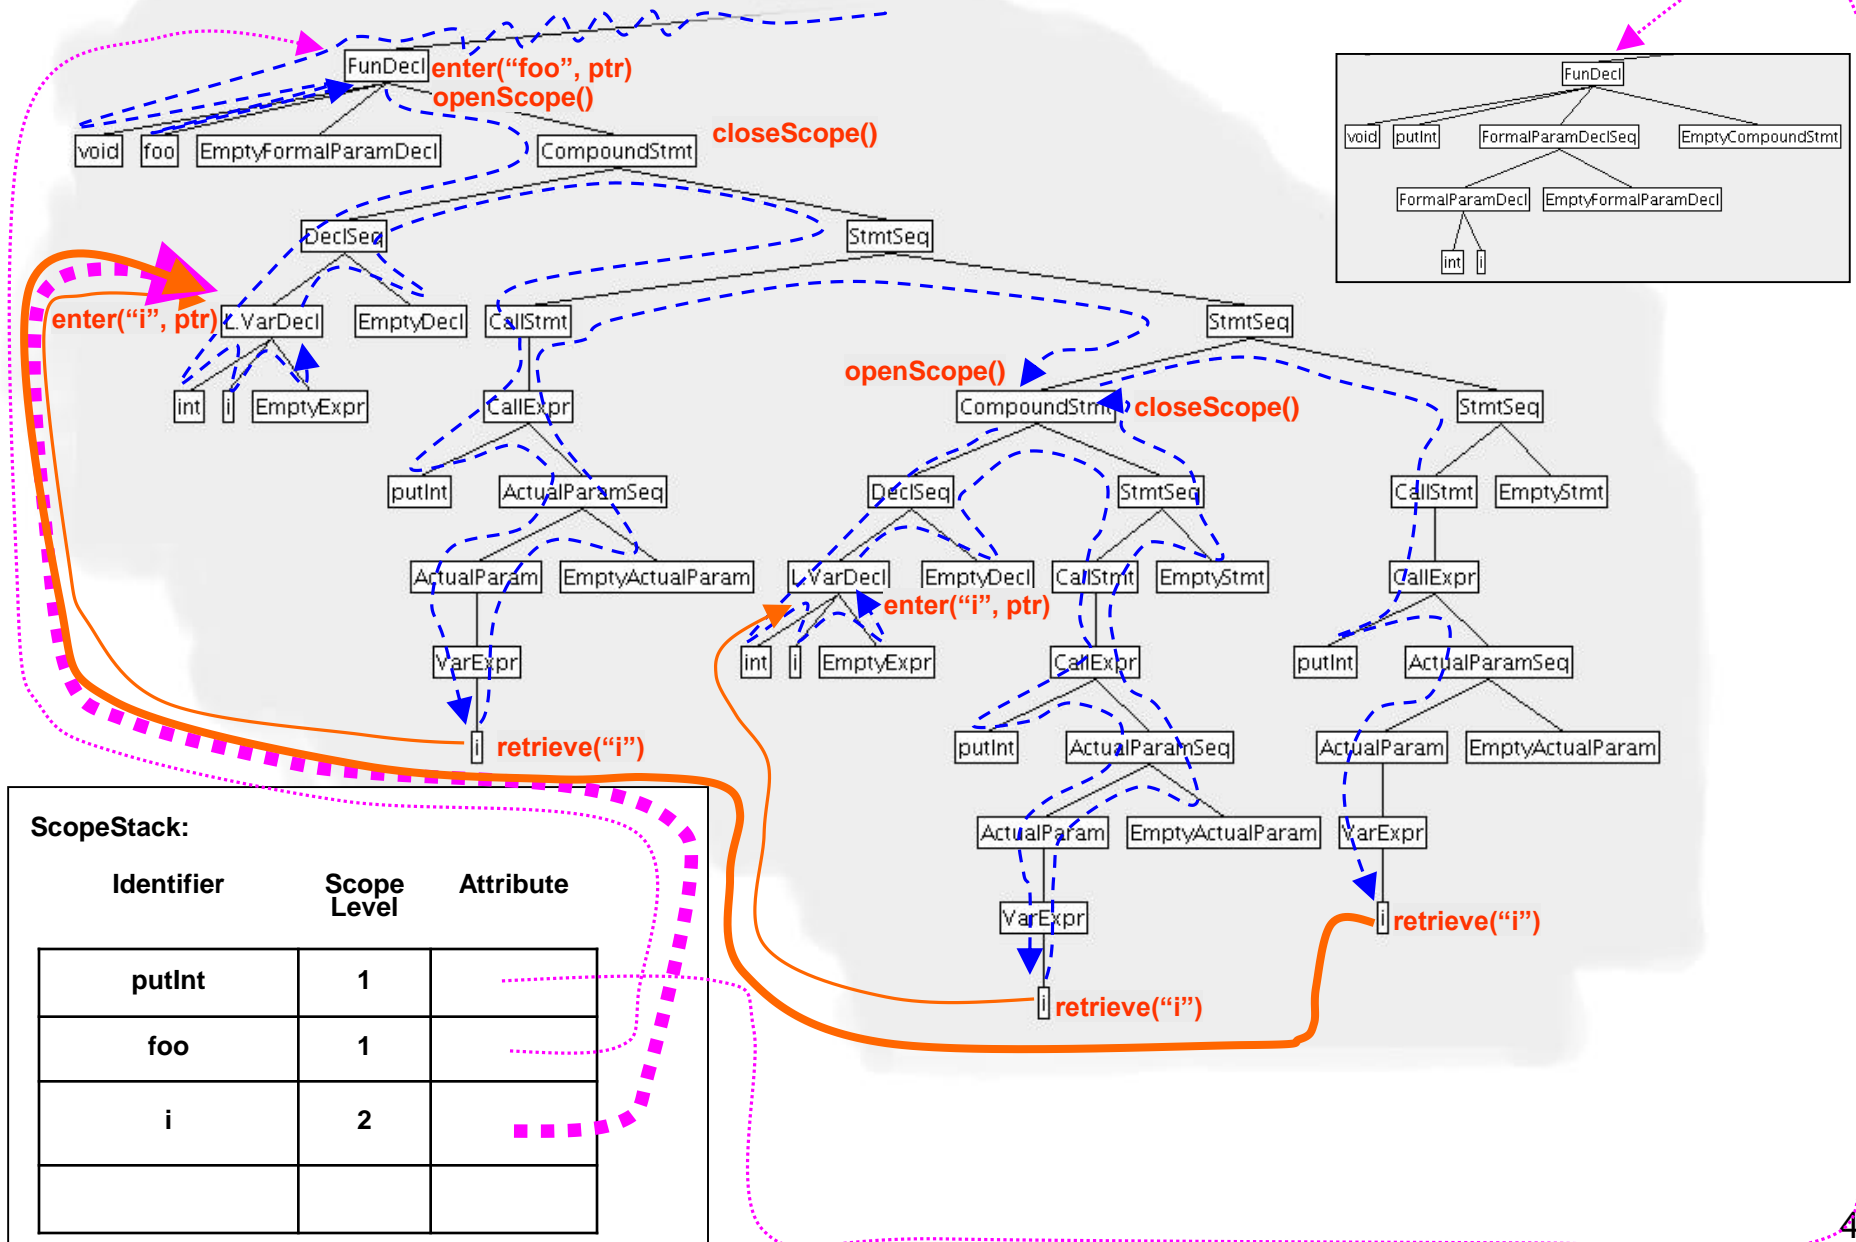 FunDecl
enter(“foo”, ptr)
openScope()
void foo EmptyFormalParamDecl CompoundStmt
closeScope()
DeclSeq StmtSeq
enter(“i”, ptr)
L.VarDecl EmptyDecl CallStmt StmtSeq
openScope()
int i EmptyExpr CallExpr CompoundStmt
closeScope()
StmtSeq
putInt ActualParamSeq DeclSeq StmtSeq CallStmt EmptyStmt
ActualParam EmptyActualParam L.VarDecl EmptyDecl CallStmt EmptyStmt CallExpr
enter(“i”, ptr)
VarExpr int i EmptyExpr CallExpr putInt ActualParamSeq
i retrieve(“i”)
putInt ActualParamSeq ActualParam EmptyActualParam
ActualParam EmptyActualParam VarExpr
VarExpr i retrieve(“i”)
i retrieve(“i”)
FunDecl
void putInt FormalParamDeclSeq EmptyCompoundStmt
FormalParamDecl EmptyFormalParamDecl
int i
ScopeStack:
Identifier Scope Attribute
Level
putInt 1
foo 1
i 2
4